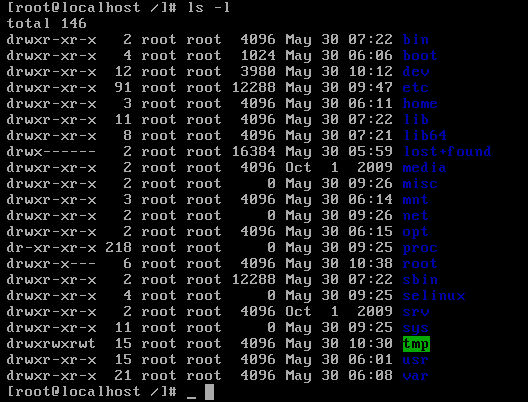 [root@localhost /]# ls -l
total 146
drwxr-xr-x   2 root root  4096 May 30 07:22 bin
drwxr-xr-x   4 root root  1024 May 30 06:06 boot
drwxr-xr-x  12 root root  3980 May 30 10:12 dev
drwxr-xr-x  91 root root 12288 May 30 09:47 etc
drwxr-xr-x   3 root root  4096 May 30 06:11 home
drwxr-xr-x  11 root root  4096 May 30 07:22 lib
drwxr-xr-x   8 root root  4096 May 30 07:21 lib64
drwx------   2 root root 16384 May 30 05:59 lost+found
drwxr-xr-x   2 root root  4096 Oct  1  2009 media
drwxr-xr-x   2 root root     0 May 30 09:26 misc
drwxr-xr-x   3 root root  4096 May 30 06:14 mnt
drwxr-xr-x   2 root root     0 May 30 09:26 net
drwxr-xr-x   2 root root  4096 May 30 06:15 opt
dr-xr-xr-x 218 root root     0 May 30 09:25 proc
drwxr-x---   6 root root  4096 May 30 10:38 root
drwxr-xr-x   2 root root 12288 May 30 07:22 sbin
drwxr-xr-x   4 root root     0 May 30 09:25 selinux
drwxr-xr-x   2 root root  4096 Oct  1  2009 srv
drwxr-xr-x  11 root root     0 May 30 09:25 sys
drwxrwxrwt  15 root root  4096 May 30 10:30 tmp
drwxr-xr-x  15 root root  4096 May 30 06:01 usr
drwxr-xr-x  21 root root  4096 May 30 06:08 var
[root@localhost /]# _